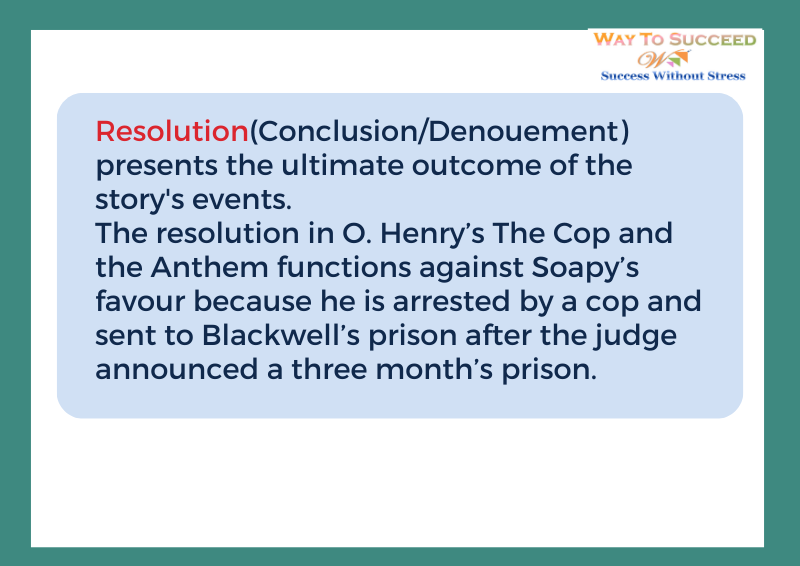 WAY TO SUCCEED
W
Success Without Stress
Resolution(Conclusion/Denouement)
presents the ultimate outcome of the
story's events.
The resolution in O. Henry’s The Cop and
the Anthem functions against Soapy’s
favour because he is arrested by a cop and
sent to Blackwell’s prison after the judge
announced a three month’s prison.